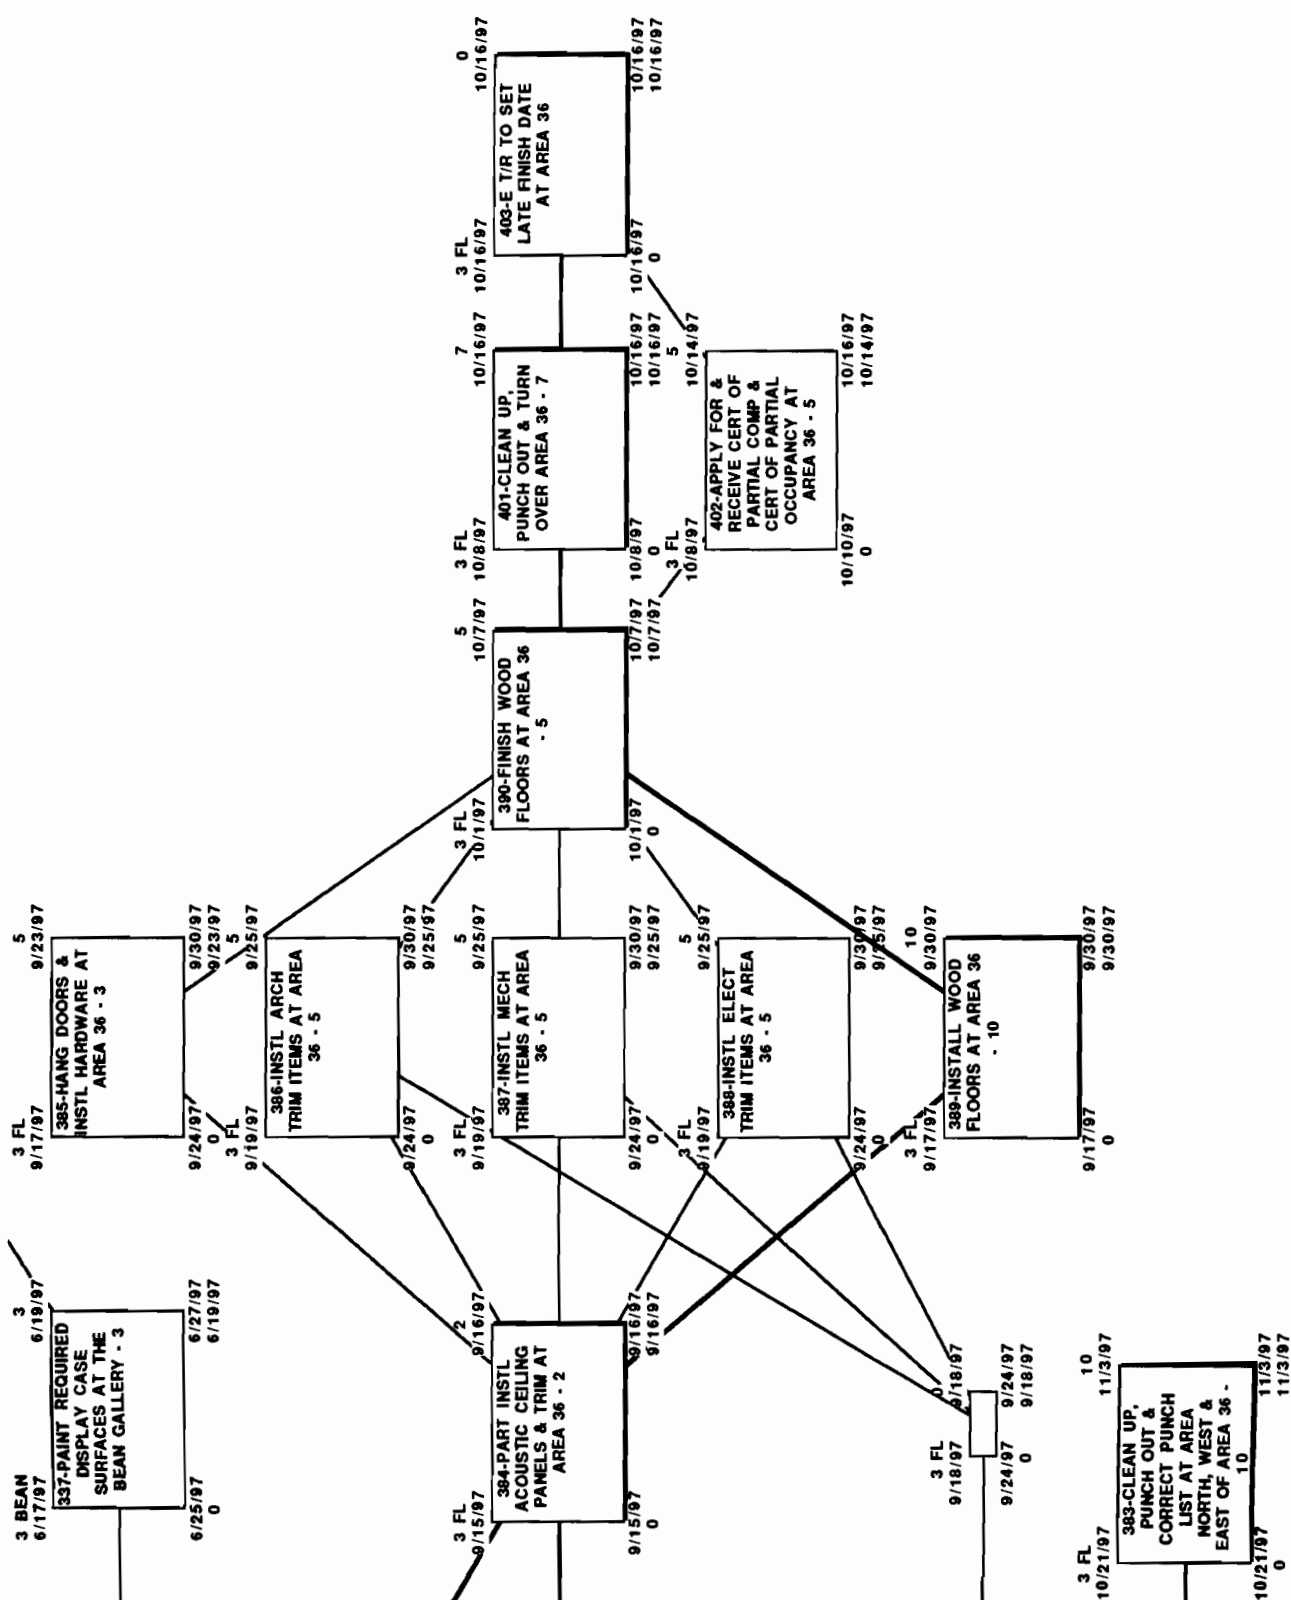 3 BEAN
6/17/97
3
6/19/97
337-PAINT REQUIRED
DISPLAY CASE
SURFACES AT THE
BEAN GALLERY - 3
6/25/97
0
6/27/97
6/19/97
3 FL
9/17/97
5
9/23/97
385-HANG DOORS &
INSTL HARDWARE AT
AREA 36 - 3
9/24/97
0
9/30/97
9/23/97
3 FL
9/19/97
5
9/25/97
386-INSTL ARCH
TRIM ITEMS AT AREA
36 - 5
9/24/97
0
9/30/97
9/25/97
3 FL
9/15/97
2
9/16/97
384-PART INSTL
ACOUSTIC CEILING
PANELS & TRIM AT
AREA 36 - 2
9/15/97
0
9/16/97
9/16/97
3 FL
9/19/97
5
9/25/97
387-INSTL MECH
TRIM ITEMS AT AREA
36 - 5
9/24/97
0
9/30/97
9/25/97
3 FL
10/1/97
5
10/7/97
390-FINISH WOOD
FLOORS AT AREA 36
- 5
10/1/97
0
10/7/97
10/7/97
3 FL
10/8/97
7
10/16/97
401-CLEAN UP,
PUNCH OUT & TURN
OVER AREA 36 - 7
10/8/97
0
10/16/97
10/16/97
3 FL
10/16/97
0
10/16/97
403-E T/R TO SET
LATE FINISH DATE
AT AREA 36
10/16/97
0
10/16/97
10/16/97
3 FL
9/19/97
5
9/25/97
388-INSTL ELECT
TRIM ITEMS AT AREA
36 - 5
9/24/97
0
9/30/97
9/25/97
3 FL
10/8/97
5
10/14/97
402-APPLY FOR &
RECEIVE CERT OF
PARTIAL COMP &
CERT OF PARTIAL
OCCUPANCY AT
AREA 36 - 5
10/10/97
0
10/16/97
10/14/97
3 FL
9/18/97
0
9/18/97
9/24/97
0
9/24/97
9/18/97
3 FL
9/17/97
10
9/30/97
389-INSTALL WOOD
FLOORS AT AREA 36
- 10
9/17/97
0
9/30/97
9/30/97
3 FL
10/21/97
10
11/3/97
383-CLEAN UP,
PUNCH OUT &
CORRECT PUNCH
LIST AT AREA
NORTH, WEST &
EAST OF AREA 36 -
10
10/21/97
0
11/3/97
11/3/97